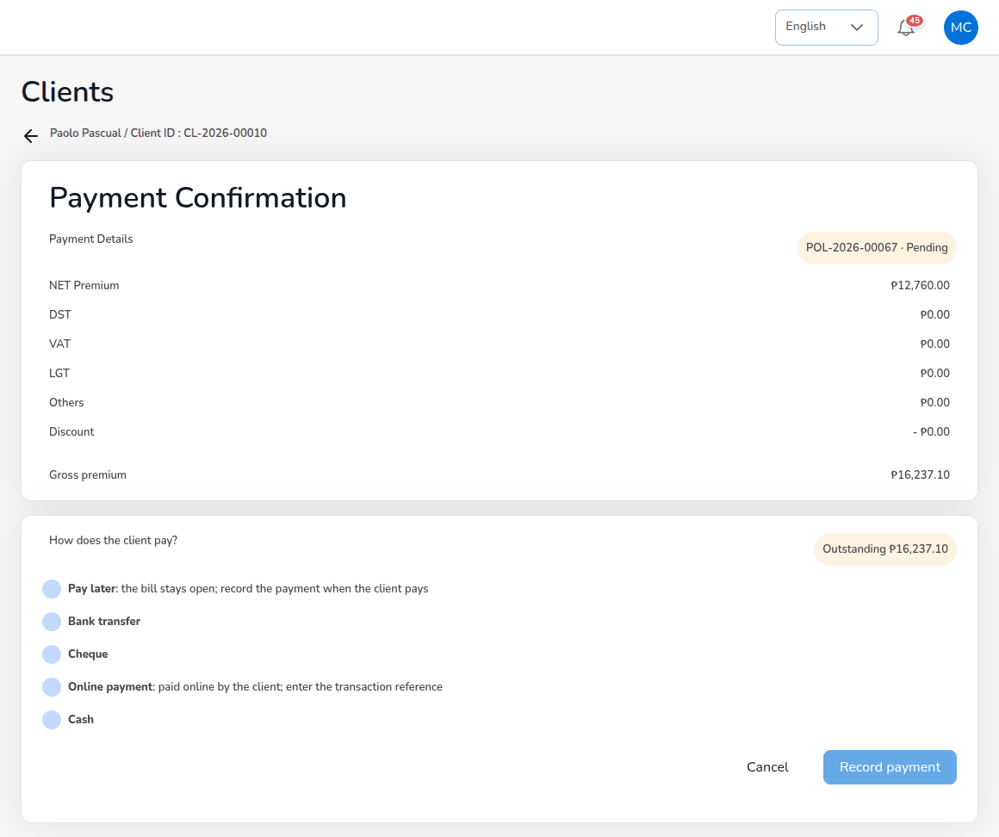 English
45
MC
Clients
Paolo Pascual / Client ID : CL-2026-00010
Payment Confirmation
Payment Details
POL-2026-00067 · Pending
NET Premium ₱12,760.00
DST ₱0.00
VAT ₱0.00
LGT ₱0.00
Others ₱0.00
Discount - ₱0.00
Gross premium ₱16,237.10
How does the client pay?
Outstanding ₱16,237.10
Pay later: the bill stays open; record the payment when the client pays
Bank transfer
Cheque
Online payment: paid online by the client; enter the transaction reference
Cash
Cancel
Record payment